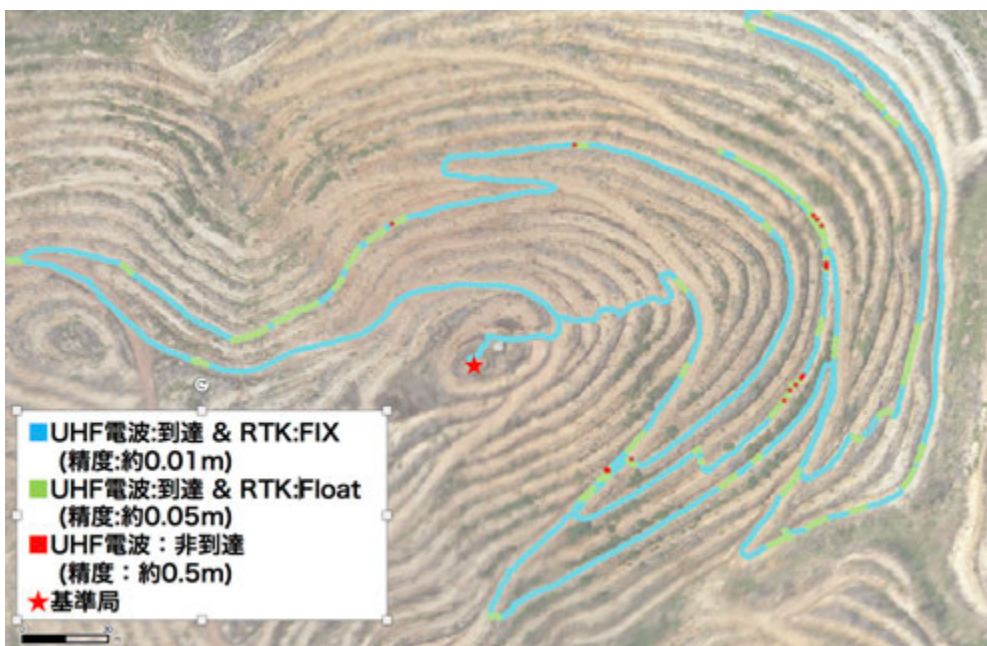 ■UHF電波:到達 & RTK:FIX
(精度:約0.01m)
■UHF電波:到達 & RTK:Float
(精度:約0.05m)
■UHF電波：非到達
(精度：約0.5m)
★基準局